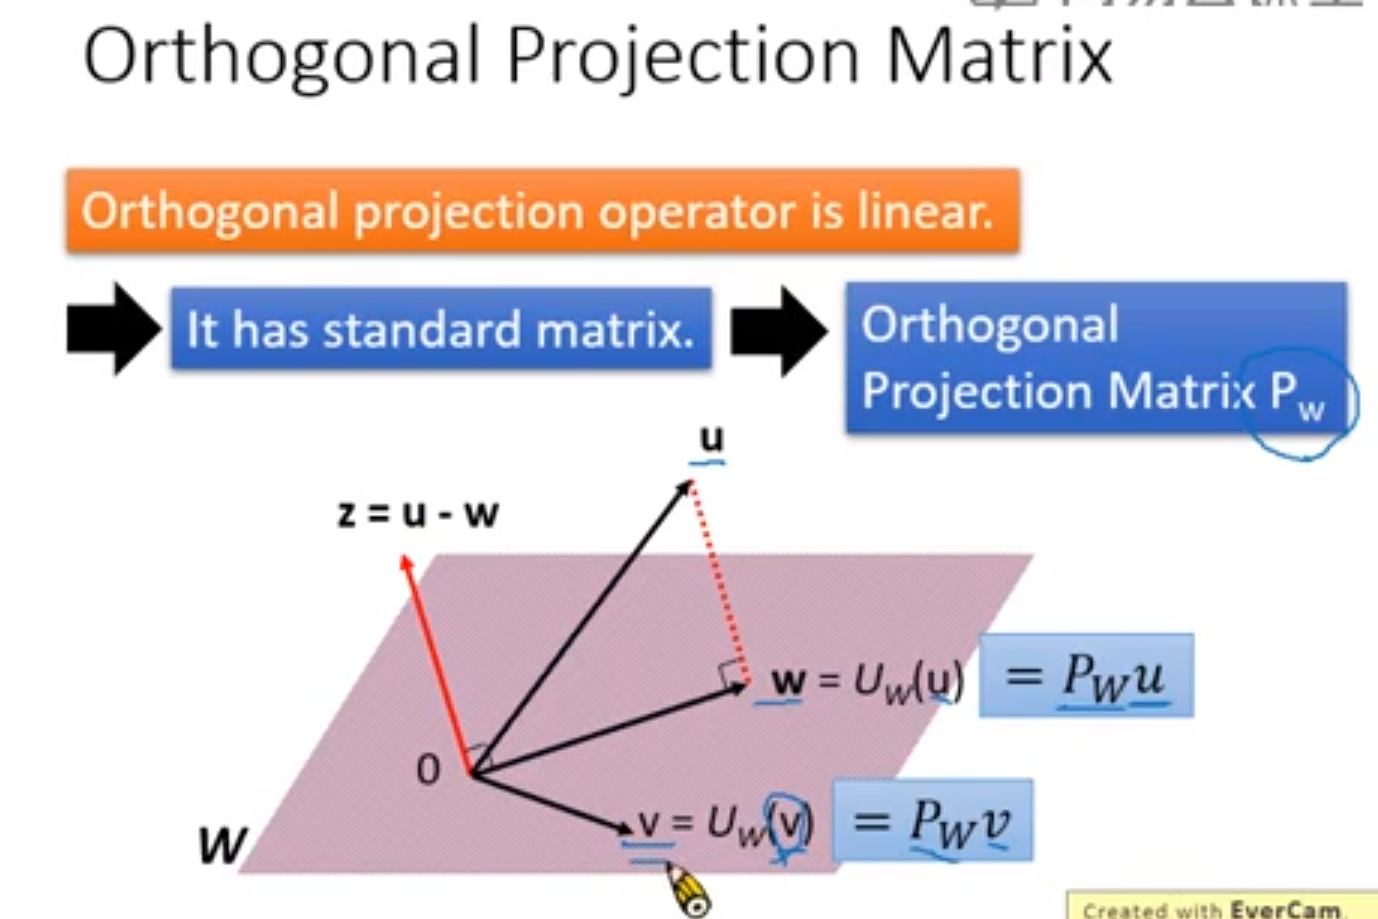 Orthogonal Projection Matrix
Orthogonal projection operator is linear.
It has standard matrix.
Orthogonal
Projection Matrix P_w
u
z = u - w
w = U_W(u) = P_W u
0
v = U_W(v) = P_W v
W
Created with EverCam.